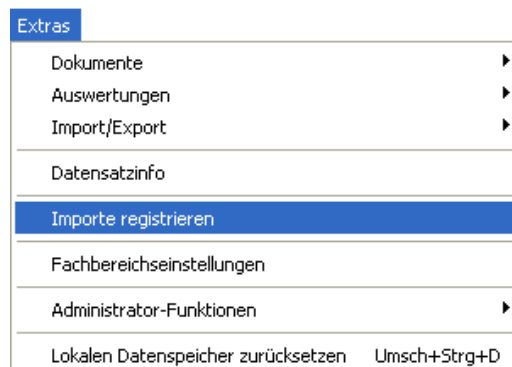 Extras
Dokumente
Auswertungen
Import/Export
Datensatzinfo
Importe registrieren
Fachbereichseinstellungen
Administrator-Funktionen
Lokalen Datenspeicher zurücksetzen Umsch+Strg+D